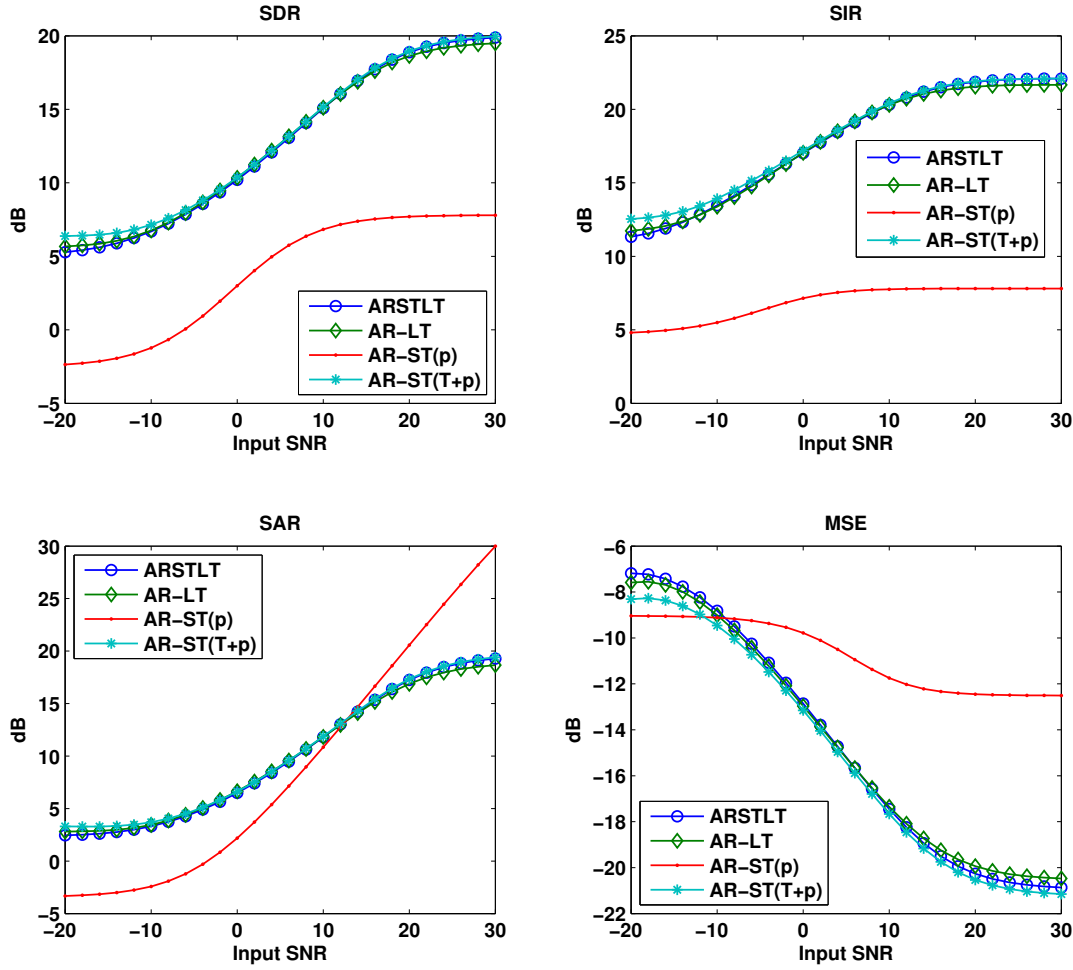 SDR
20
15
10
5
0
−5
dB
−20 −10 0 10 20 30
Input SNR
ARSTLT
AR−LT
AR−ST(p)
AR−ST(T+p)
SIR
25
20
15
10
5
0
dB
−20 −10 0 10 20 30
Input SNR
ARSTLT
AR−LT
AR−ST(p)
AR−ST(T+p)
SAR
30
25
20
15
10
5
0
−5
dB
−20 −10 0 10 20 30
Input SNR
ARSTLT
AR−LT
AR−ST(p)
AR−ST(T+p)
MSE
−6
−8
−10
−12
−14
−16
−18
−20
−22
dB
−20 −10 0 10 20 30
Input SNR
ARSTLT
AR−LT
AR−ST(p)
AR−ST(T+p)